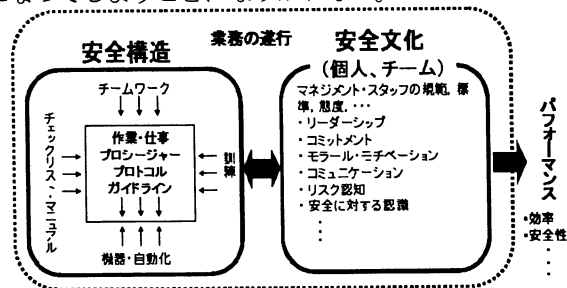 業務の遂行
安全構造
チームワーク
チェックリスト・マニュアル
作業・仕事
プロシージャー
プロトコル
ガイドライン
訓練
機器・自動化
安全文化
(個人、チーム)
マネジメント・スタッフの規範, 標
準, 態度, ・・・
・リーダーシップ
・コミットメント
・モラール・モチベーション
・コミュニケーション
・リスク認知
・安全に対する認識
・
・
・
パフォーマンス
・効率
・安全性
・
・
・